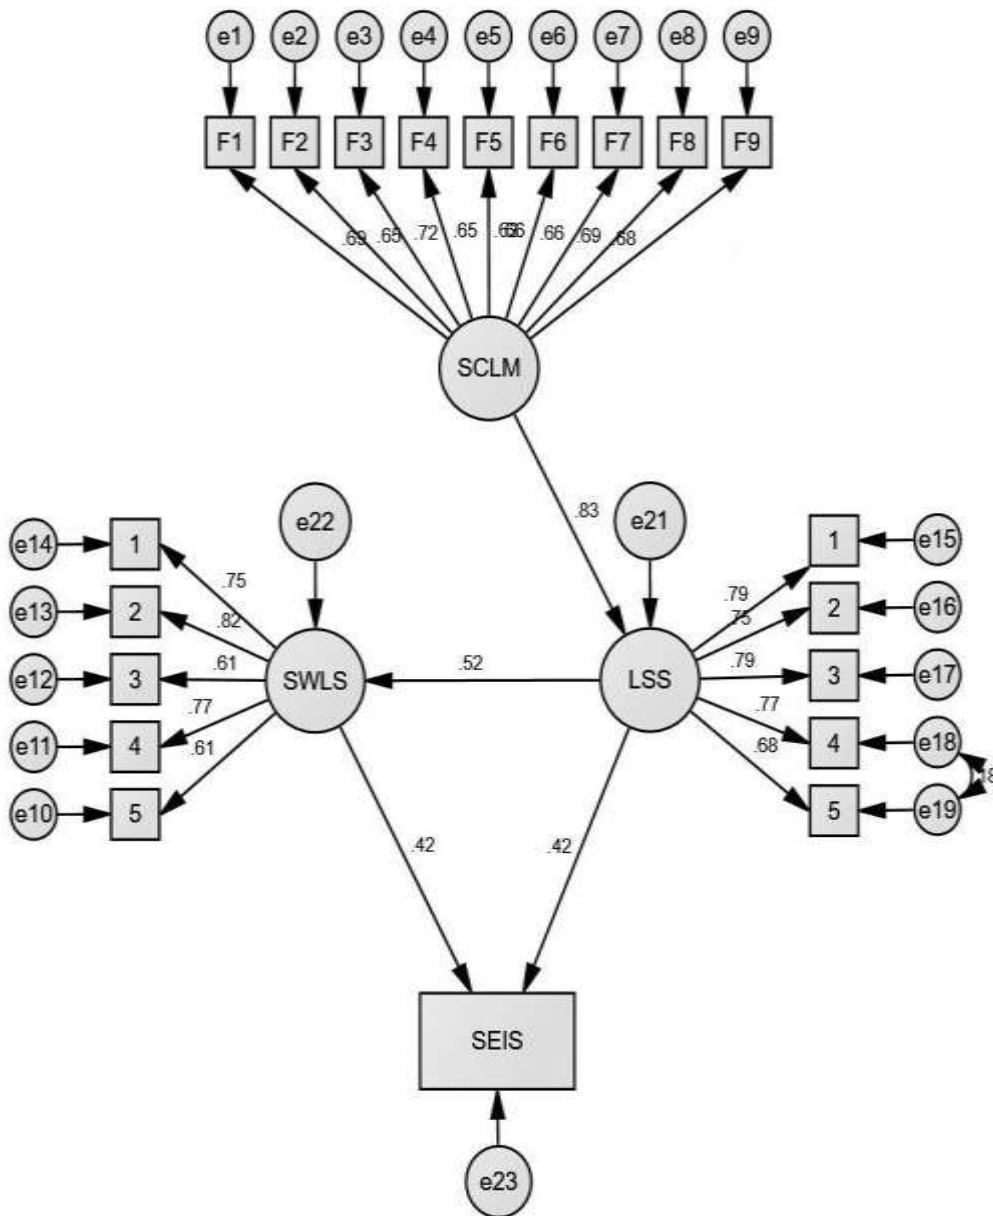 e1 e2 e3 e4 e5 e6 e7 e8 e9
F1 F2 F3 F4 F5 F6 F7 F8 F9
.69 .65 .72 .65 .66 .69 .68
SCLM
.83
e22 e21
e14 1 1 e15
.75 .79
e13 2 2 e16
.82 .75
e12 3 .61 SWLS .52 LSS .79 3 e17
.77 .77
e11 4 4 e18
.61 .68
e10 5 5 e19
.42 .42
SEIS
e23